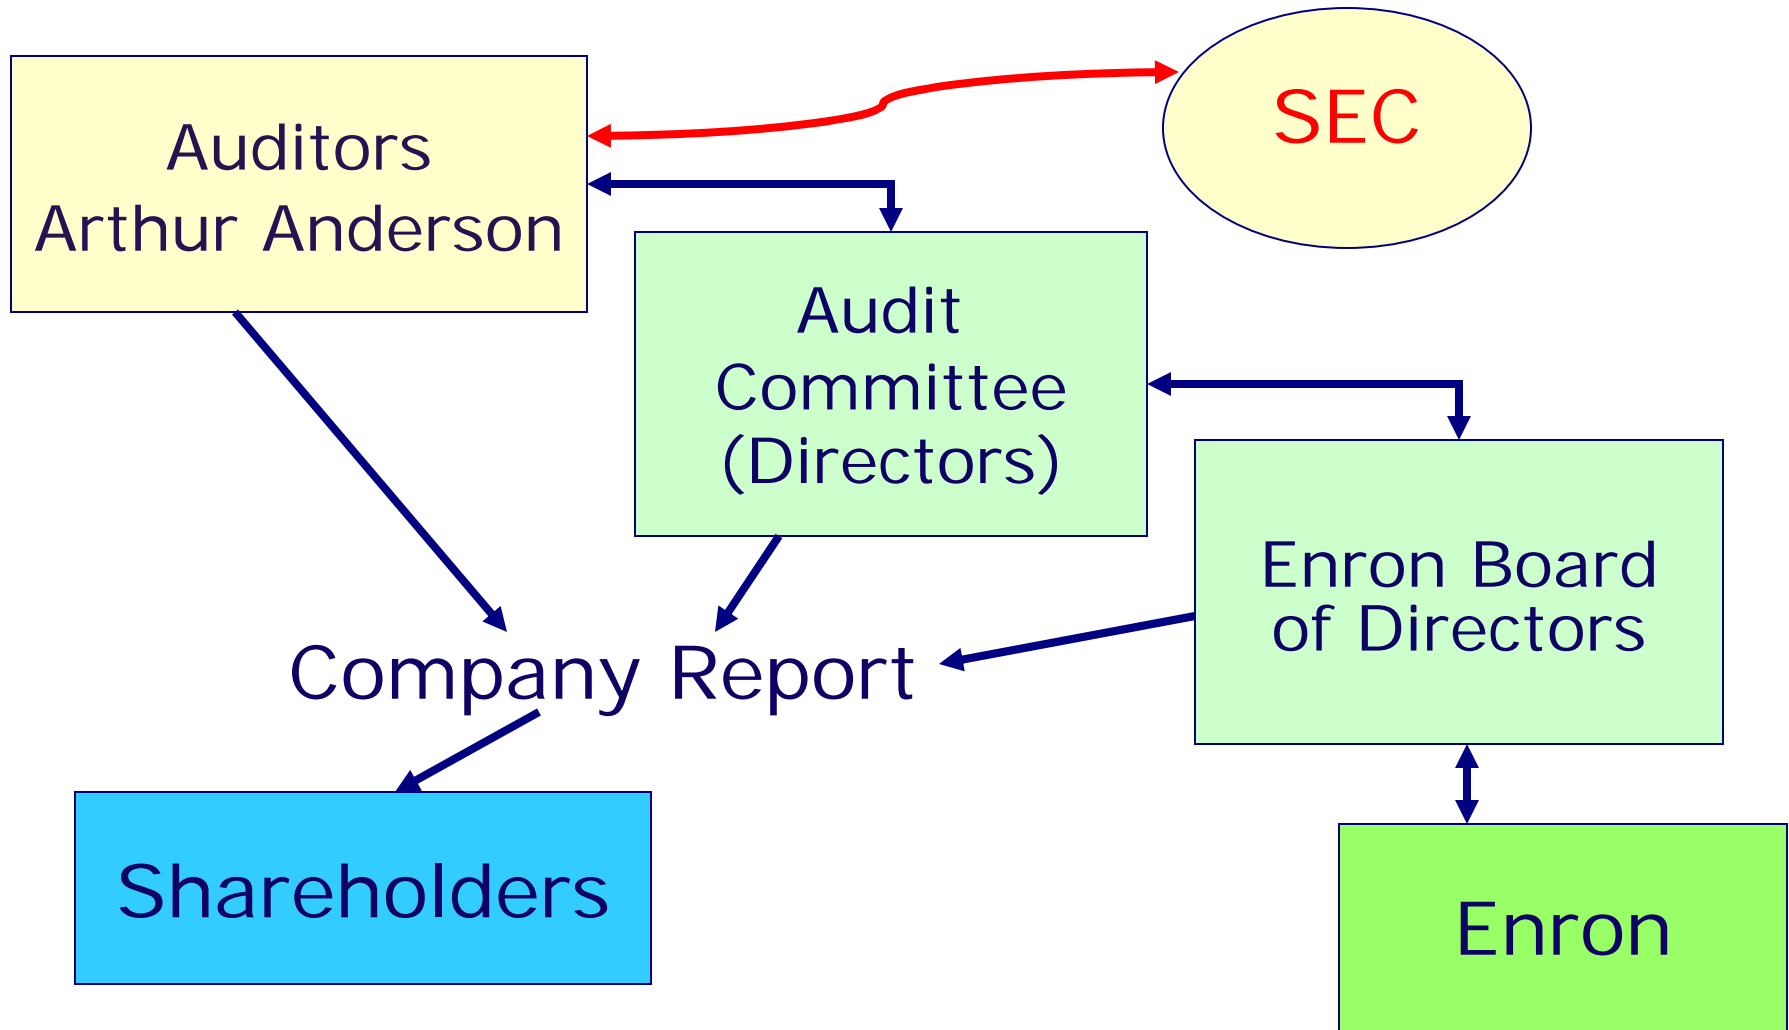 Auditors
Arthur Anderson
SEC
Audit
Committee
(Directors)
Enron Board
of Directors
Company Report
Shareholders
Enron